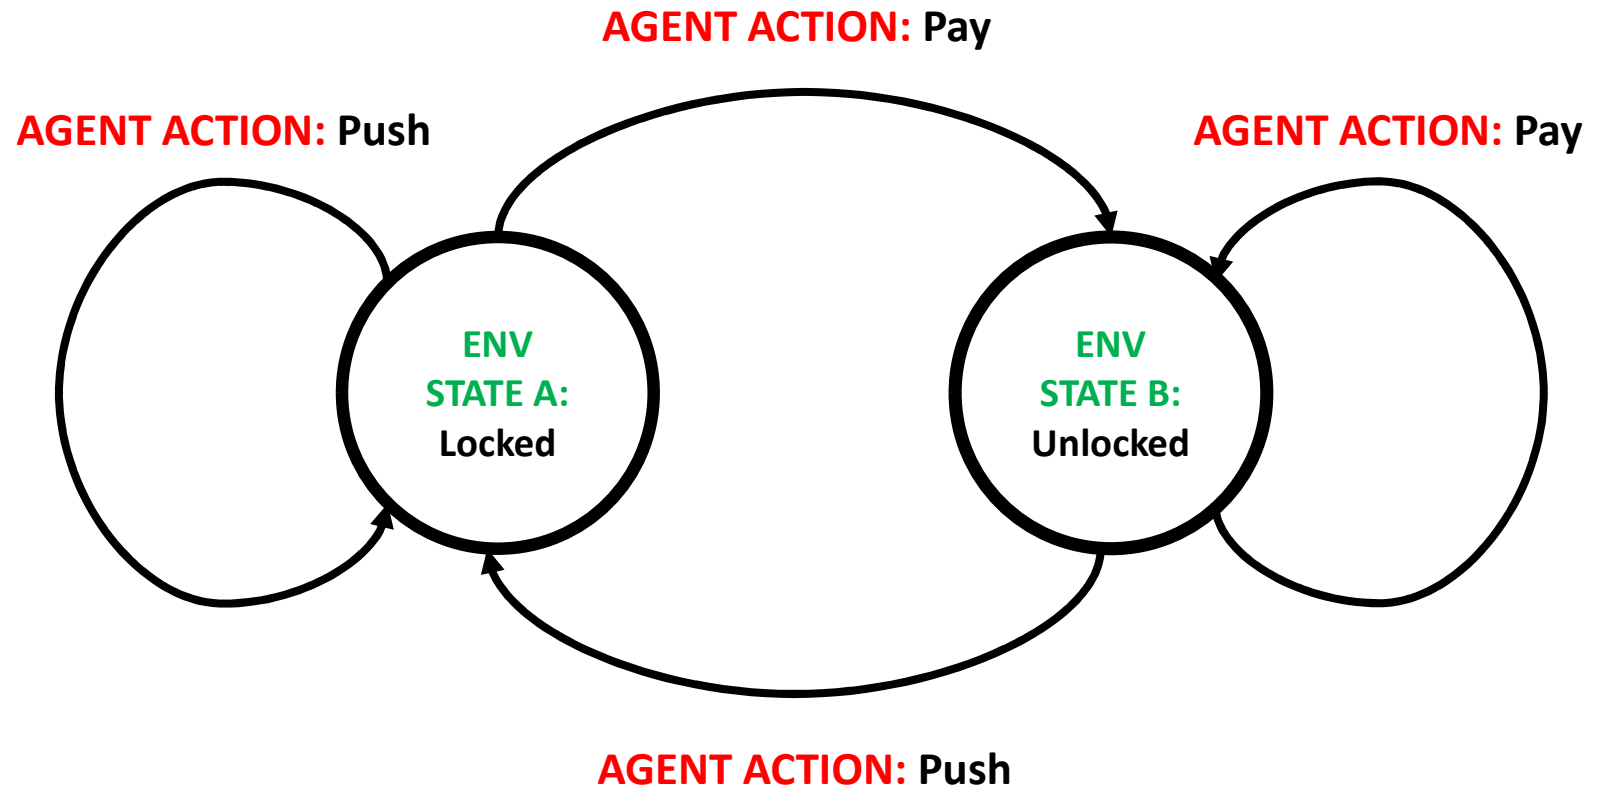 AGENT ACTION: Pay
AGENT ACTION: Push
AGENT ACTION: Pay
ENV
STATE A:
Locked
ENV
STATE B:
Unlocked
AGENT ACTION: Push